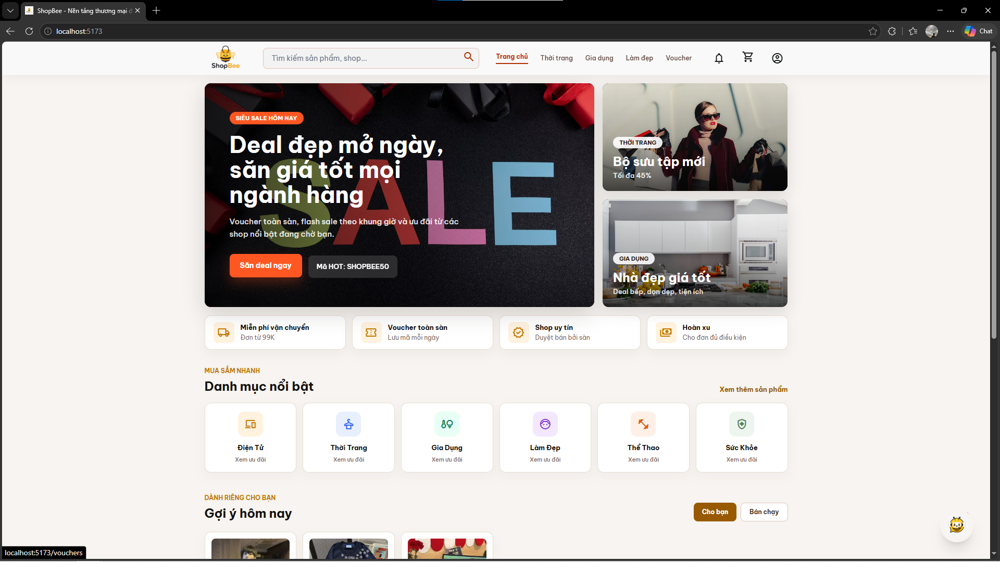 ShopBee - Nền tảng thương mại đ
localhost:5173
Chat
ShopBee
Tìm kiếm sản phẩm, shop...
Trang chủ
Thời trang
Gia dụng
Làm đẹp
Voucher
SIÊU SALE HÔM NAY
Deal đẹp mở ngày,
săn giá tốt mọi
ngành hàng
SALE
Voucher toàn sàn, flash sale theo khung giờ và ưu đãi từ các
shop nổi bật đang chờ bạn.
Săn deal ngay
Mã HOT: SHOPBEE50
THỜI TRANG
Bộ sưu tập mới
Tối đa 45%
GIA DỤNG
Nhà đẹp giá tốt
Deal bếp, dọn dẹp, tiện ích
Miễn phí vận chuyển
Đơn từ 99K
Voucher toàn sàn
Lưu mã mỗi ngày
Shop uy tín
Duyệt bán bởi sàn
Hoàn xu
Cho đơn đủ điều kiện
MUA SẮM NHANH
Danh mục nổi bật
Xem thêm sản phẩm
Điện Tử
Xem ưu đãi
Thời Trang
Xem ưu đãi
Gia Dụng
Xem ưu đãi
Làm Đẹp
Xem ưu đãi
Thể Thao
Xem ưu đãi
Sức Khỏe
Xem ưu đãi
DÀNH RIÊNG CHO BẠN
Gợi ý hôm nay
Cho bạn
Bán chạy
localhost:5173/vouchers